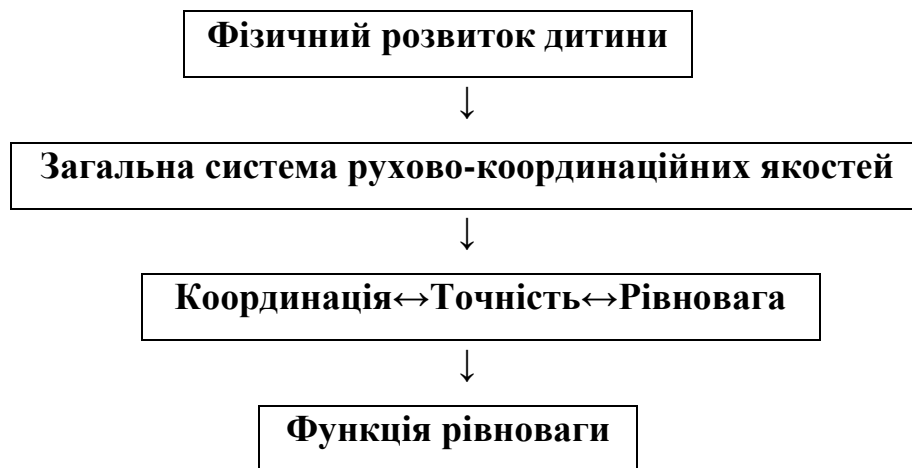 Фізичний розвиток дитини
↓
Загальна система рухово-координаційних якостей
↓
Координація↔Точність↔Рівновага
↓
Функція рівноваги